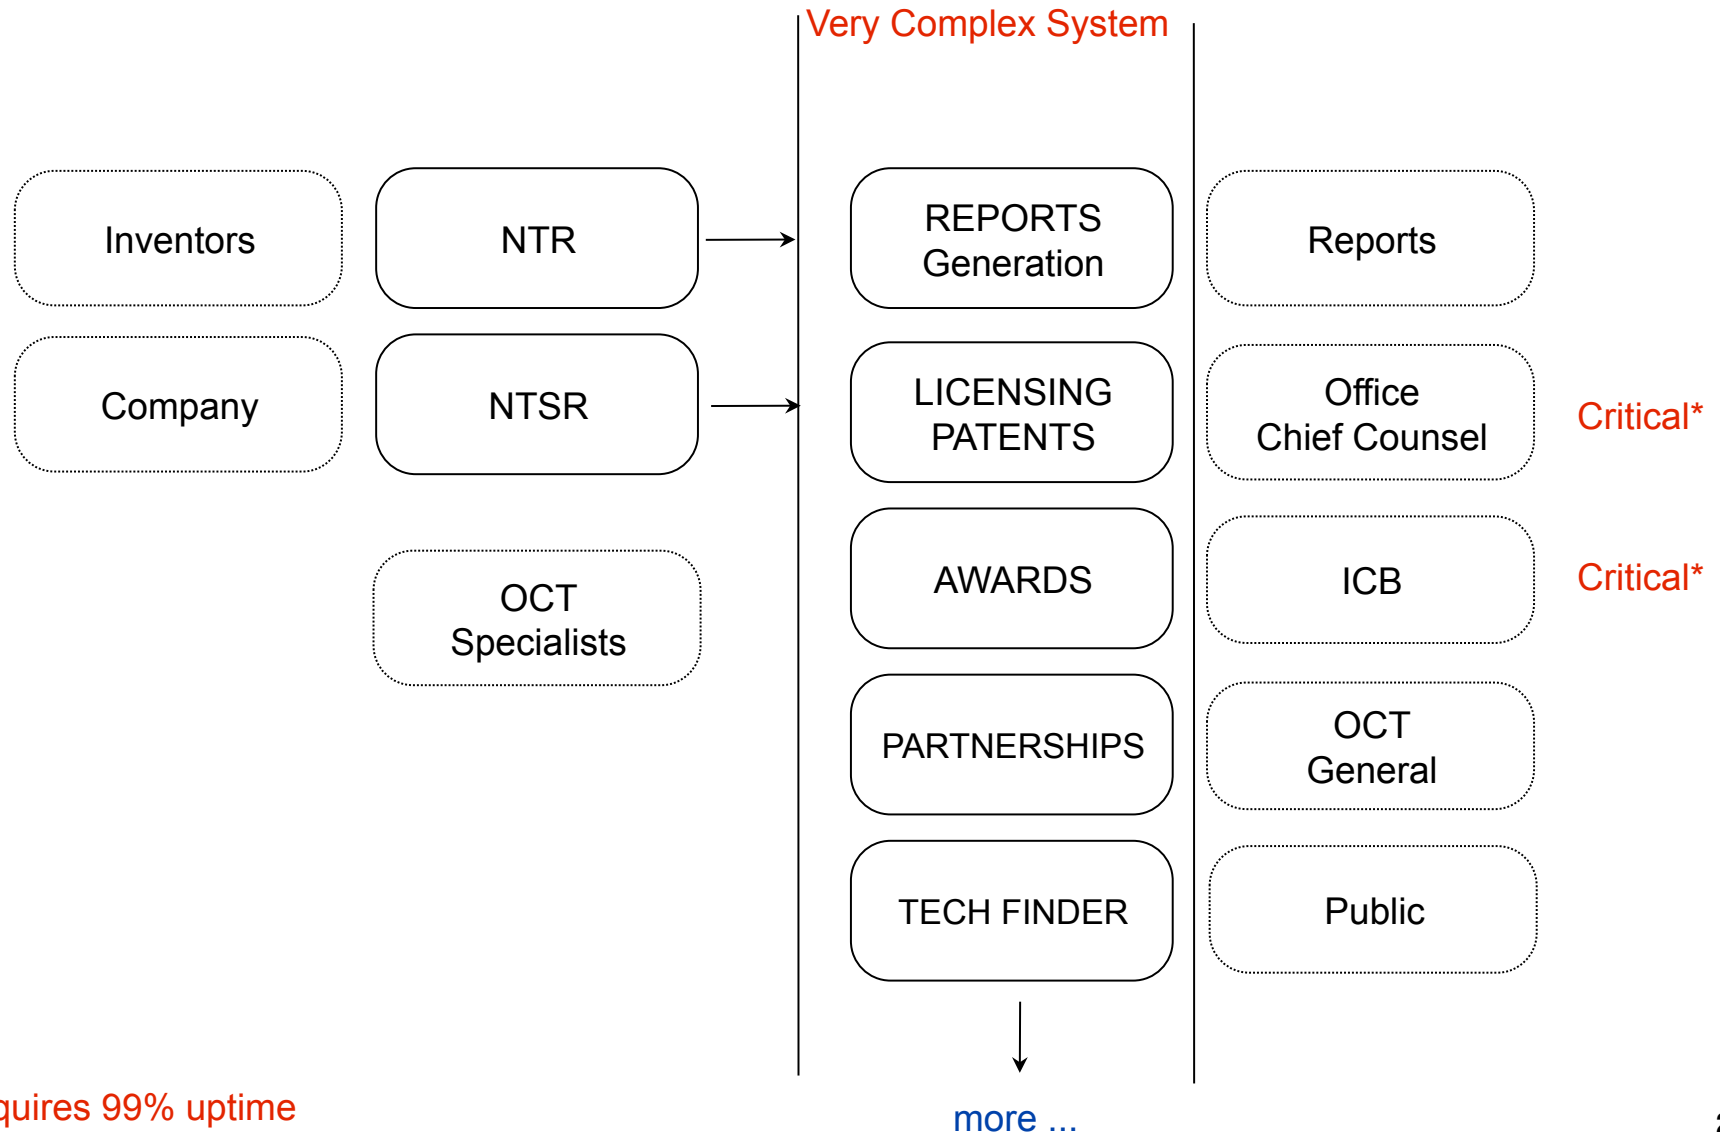 Very Complex System
Inventors
NTR
REPORTS
Generation
Reports
Company
NTSR
LICENSING
PATENTS
Office
Chief Counsel
Critical*
OCT
Specialists
AWARDS
ICB
Critical*
PARTNERSHIPS
OCT
General
TECH FINDER
Public
99% uptime
more ...